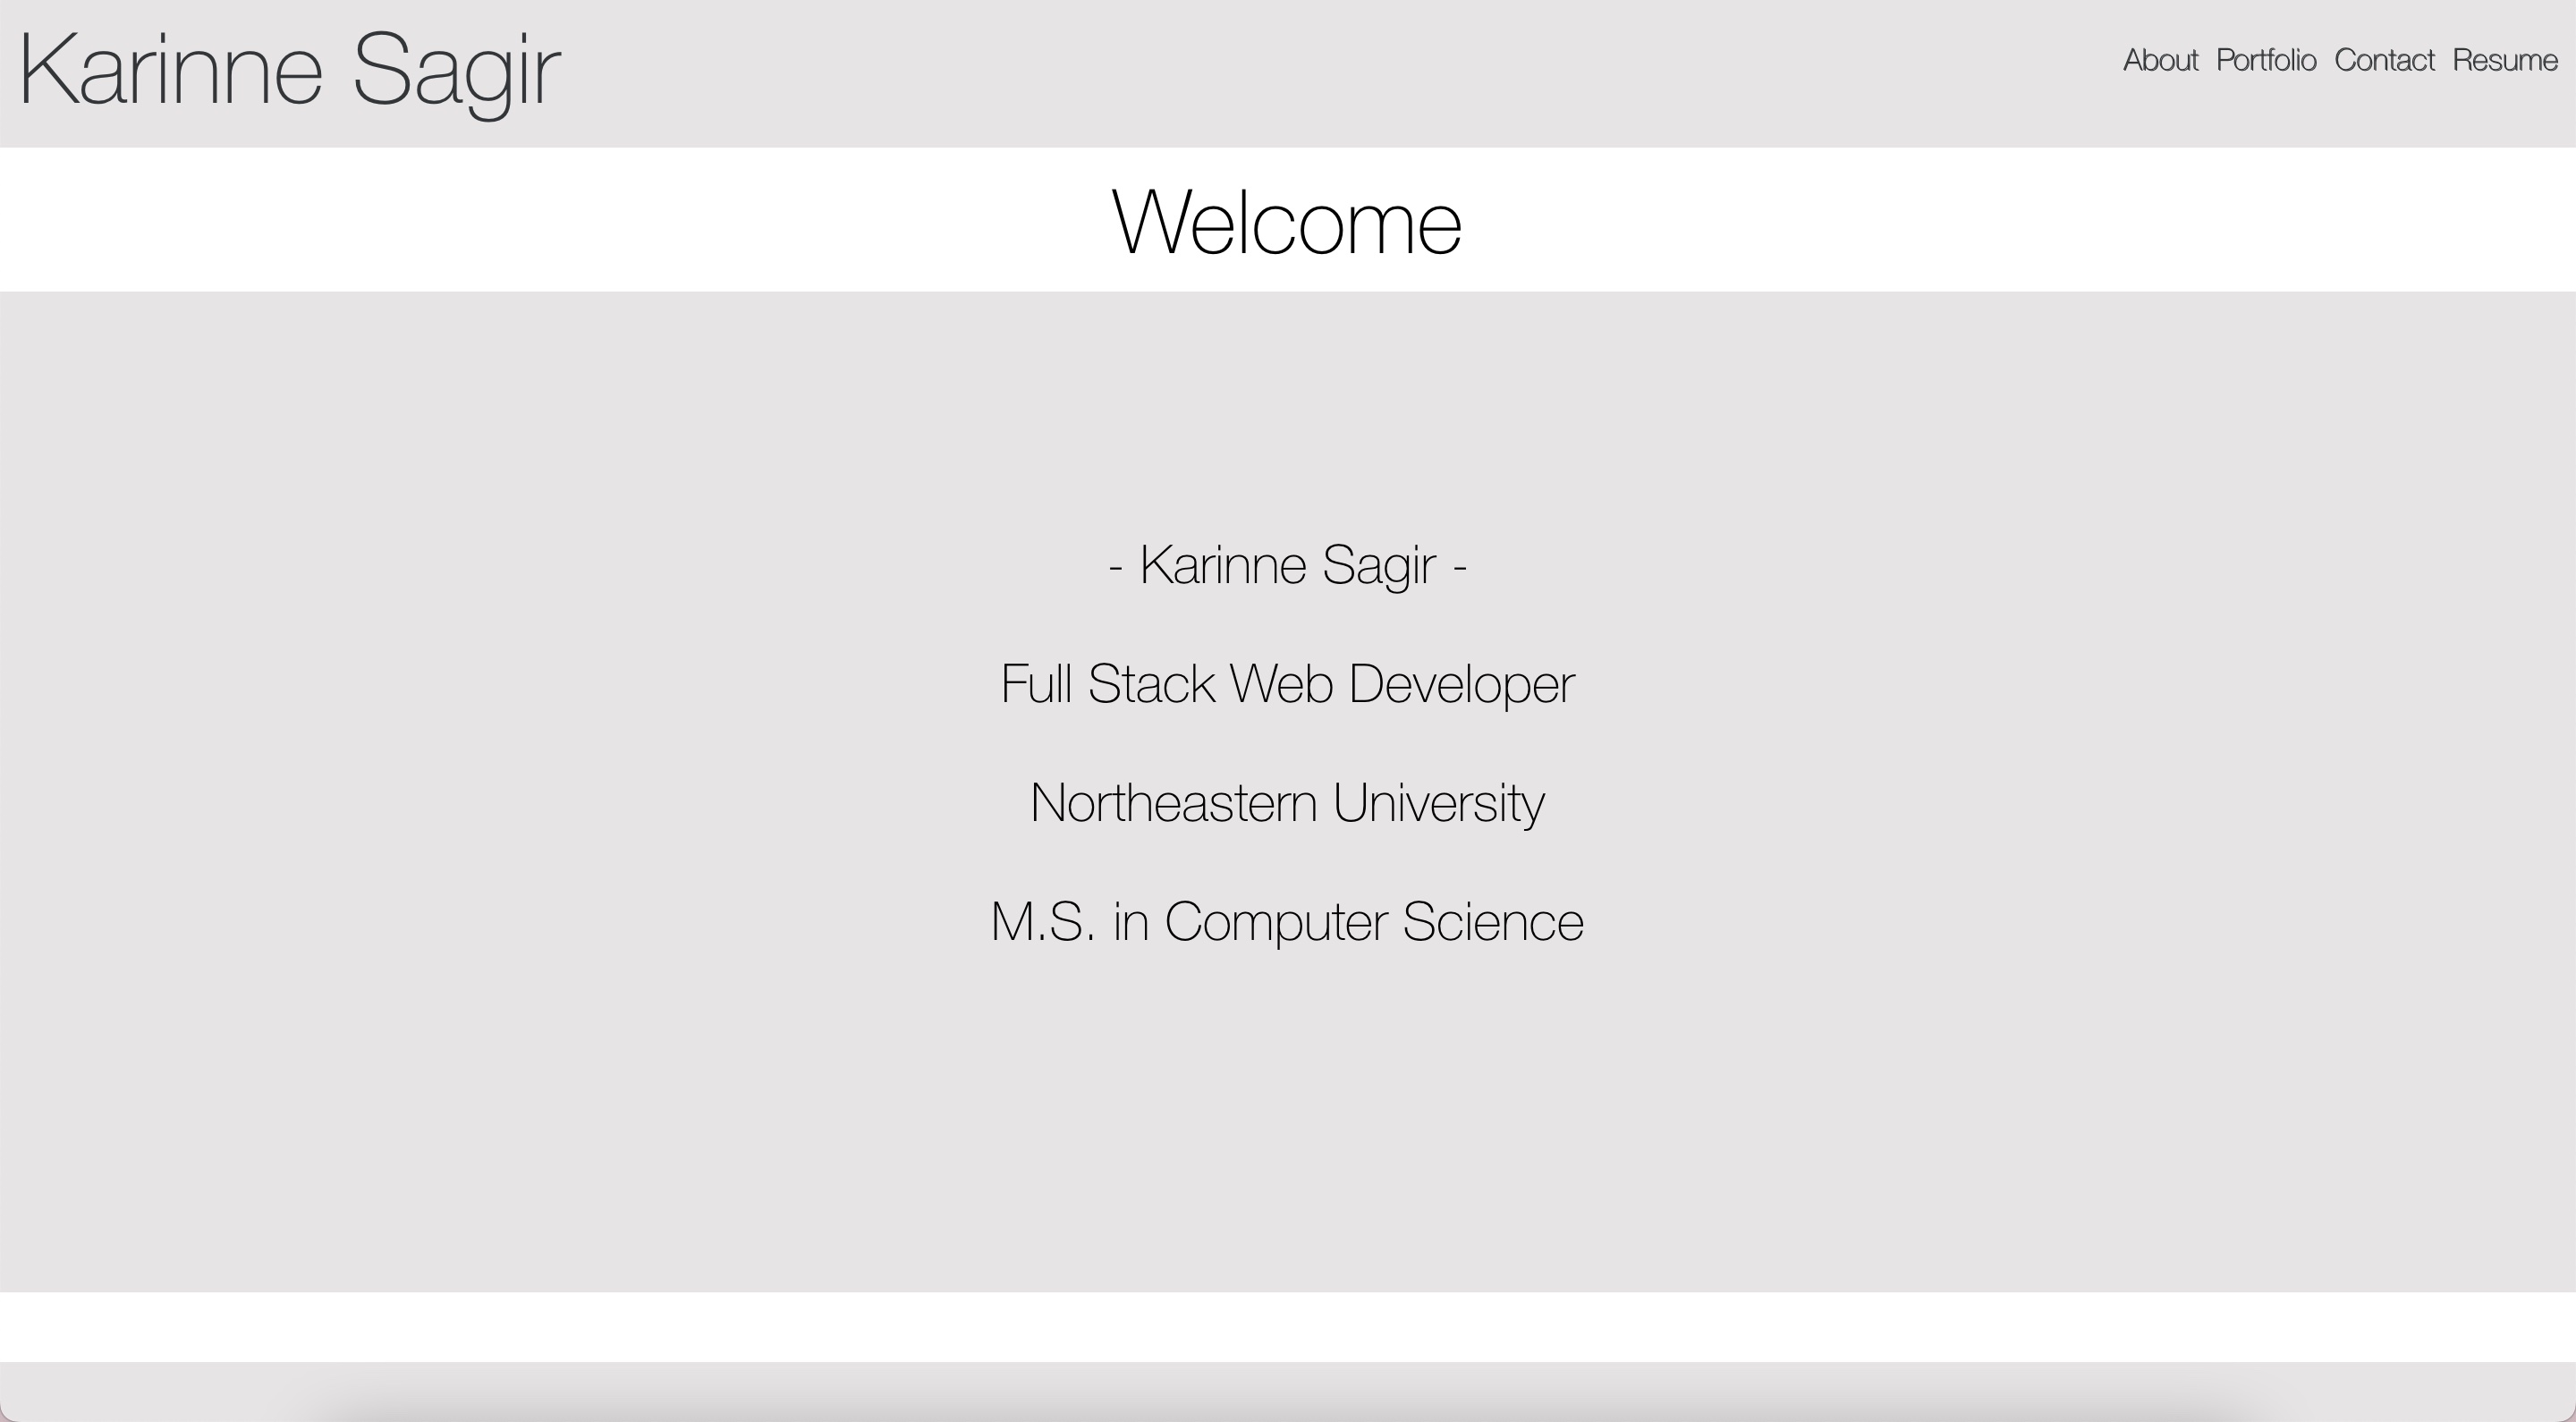 Karinne Sagir
About Portfolio Contact Resume
Welcome
- Karinne Sagir -
Full Stack Web Developer
Northeastern University
M.S. in Computer Science